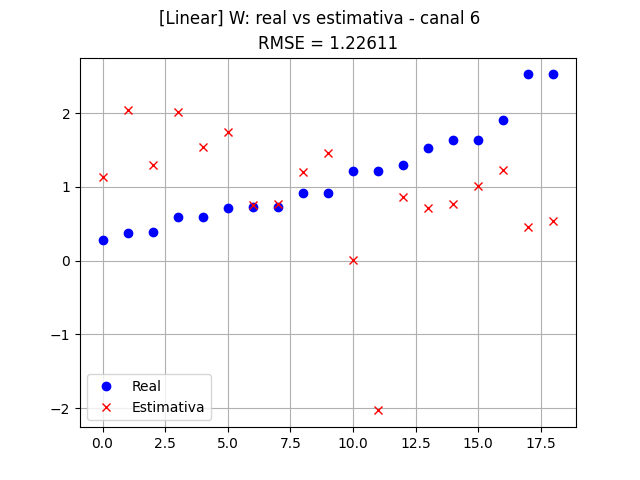 [Linear] W: real vs estimativa - canal 6
RMSE = 1.22611
2
1
0
−1
−2
Real
Estimativa
0.0 2.5 5.0 7.5 10.0 12.5 15.0 17.5